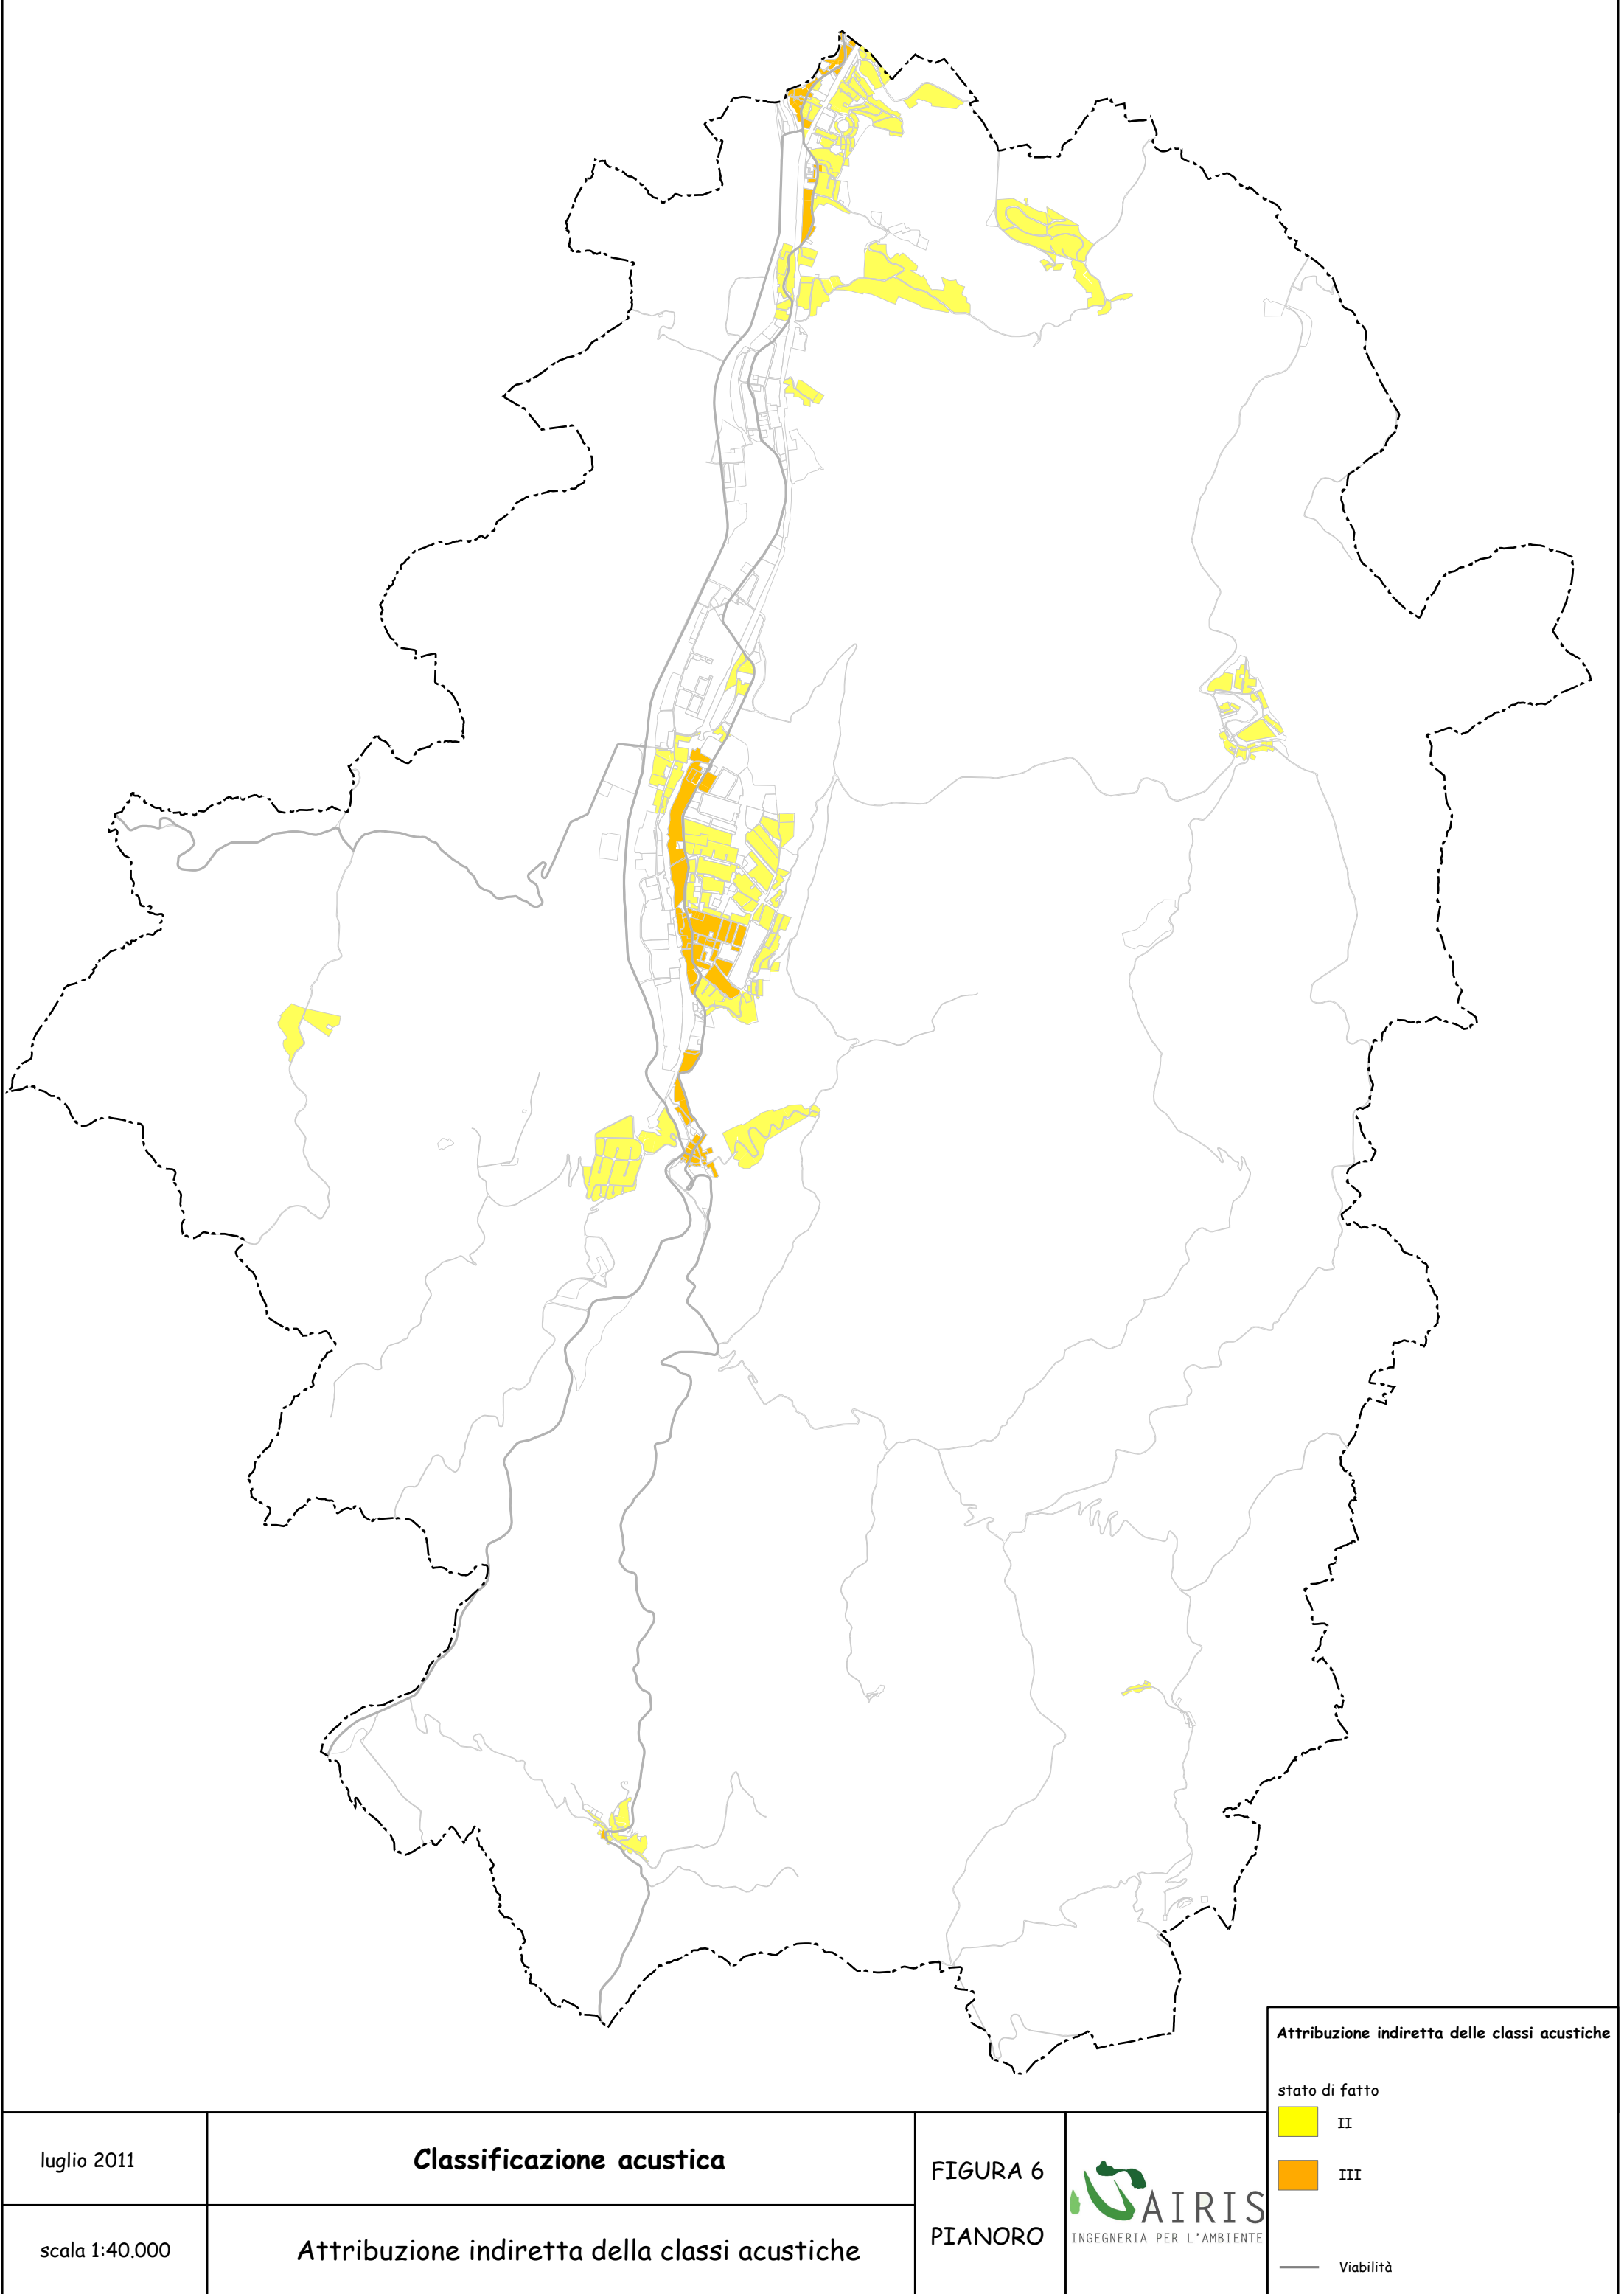 Attribuzione indiretta delle classi acustiche
stato di fatto
II
III
Viabilità
luglio 2011
Classificazione acustica
FIGURA 6
PIANORO
AIRIS
INGEGNERIA PER L'AMBIENTE
scala 1:40.000
Attribuzione indiretta della classi acustiche